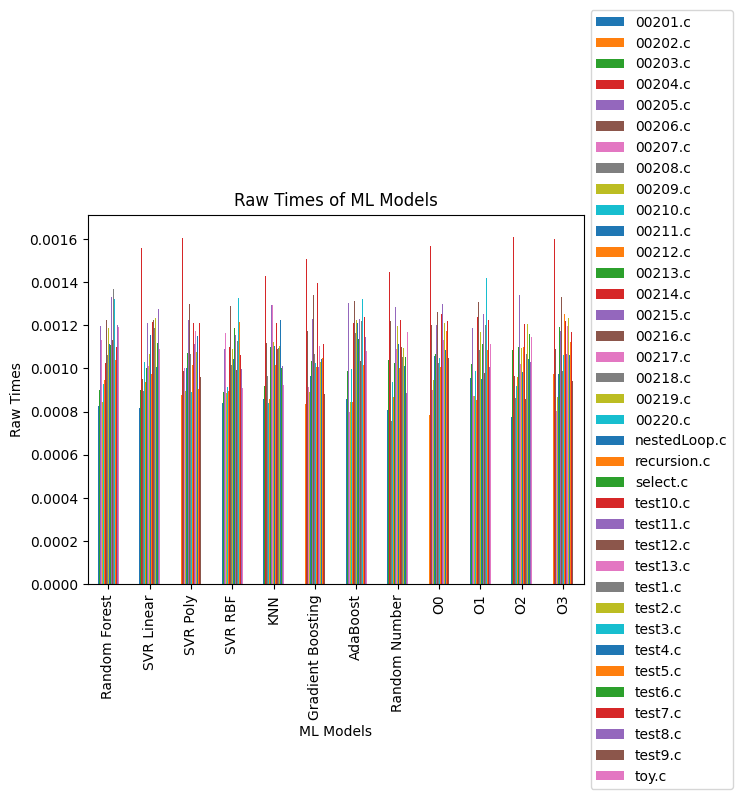 Raw Times of ML Models
Raw Times
0.0016
0.0014
0.0012
0.0010
0.0008
0.0006
0.0004
0.0002
0.0000
Random Forest
SVR Linear
SVR Poly
SVR RBF
KNN
Gradient Boosting
AdaBoost
Random Number
O0
O1
O2
O3
ML Models
00201.c
00202.c
00203.c
00204.c
00205.c
00206.c
00207.c
00208.c
00209.c
00210.c
00211.c
00212.c
00213.c
00214.c
00215.c
00216.c
00217.c
00218.c
00219.c
00220.c
nestedLoop.c
recursion.c
select.c
test10.c
test11.c
test12.c
test13.c
test1.c
test2.c
test3.c
test4.c
test5.c
test6.c
test7.c
test8.c
test9.c
toy.c